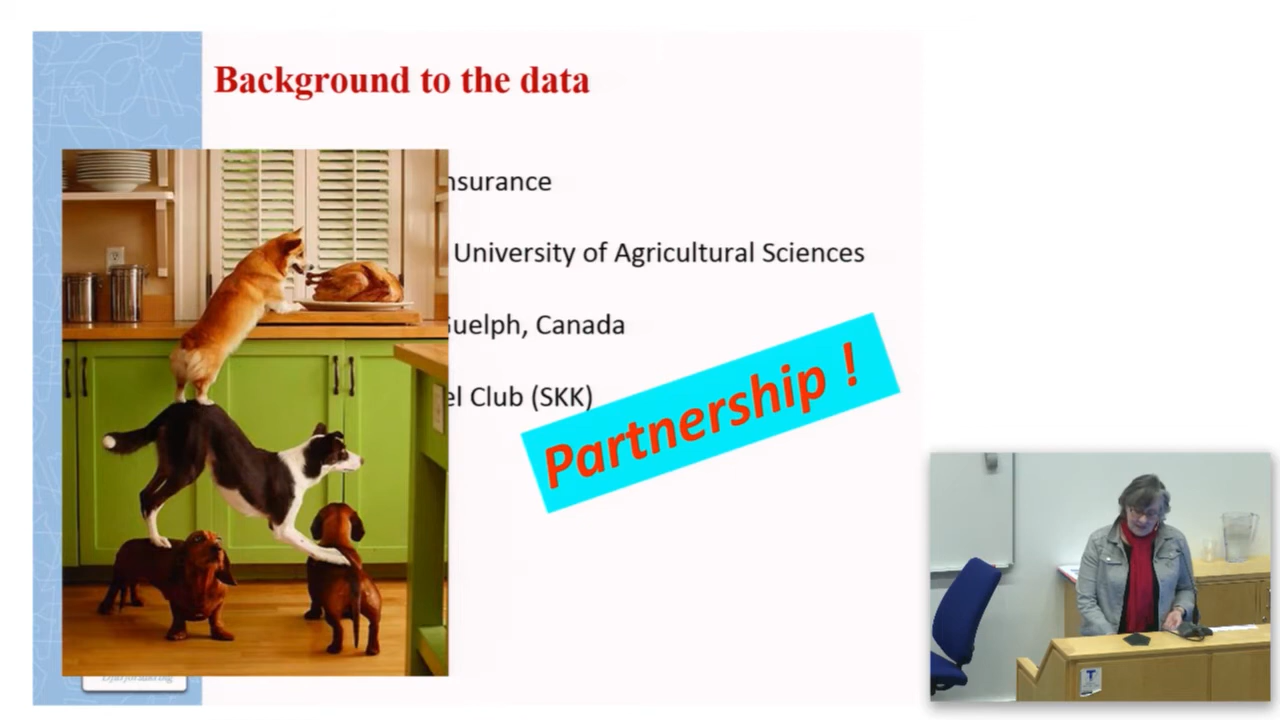 Background to the data
nsurance
University of Agricultural Sciences
Guelph, Canada
el Club (SKK)
Partnership !